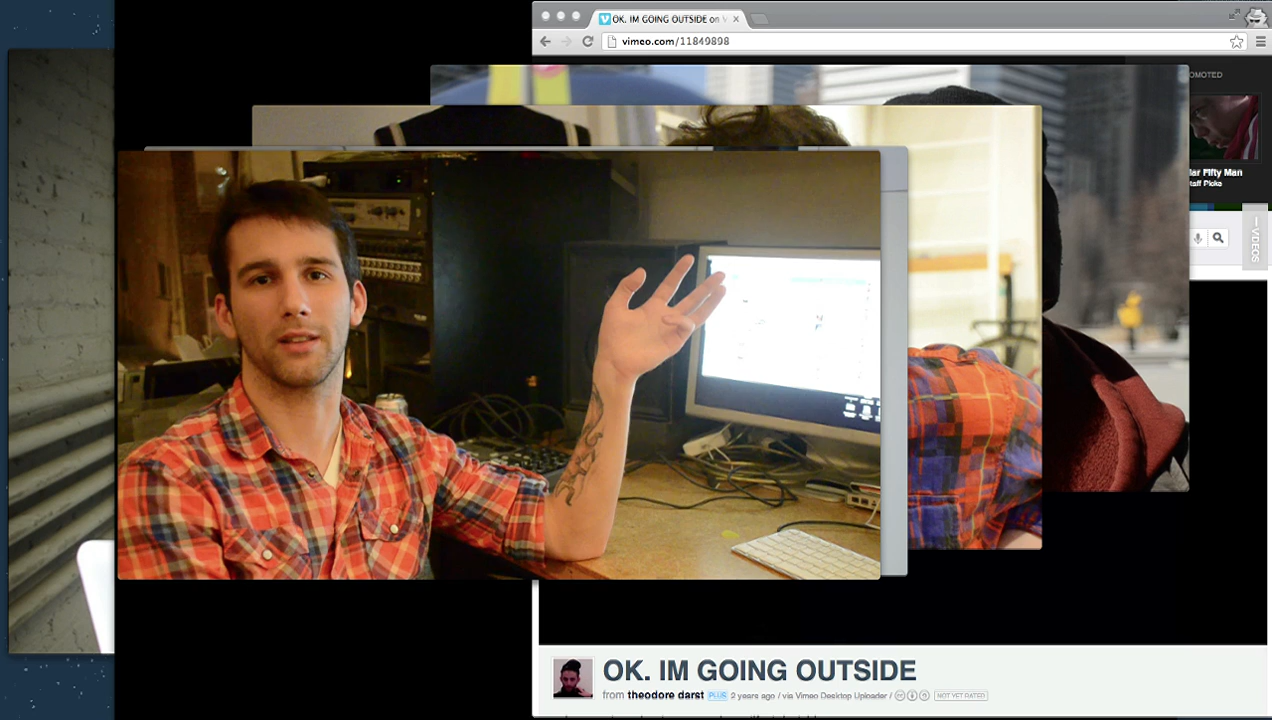 OK. IM GOING OUTSIDE on V
vimeo.com/11849898
OMOTED
lar Fifty Man
taff Picks
— VIDEOS
OK. IM GOING OUTSIDE
from theodore darst PLUS 2 years ago / via Vimeo Desktop Uploader / NOT YET RATED